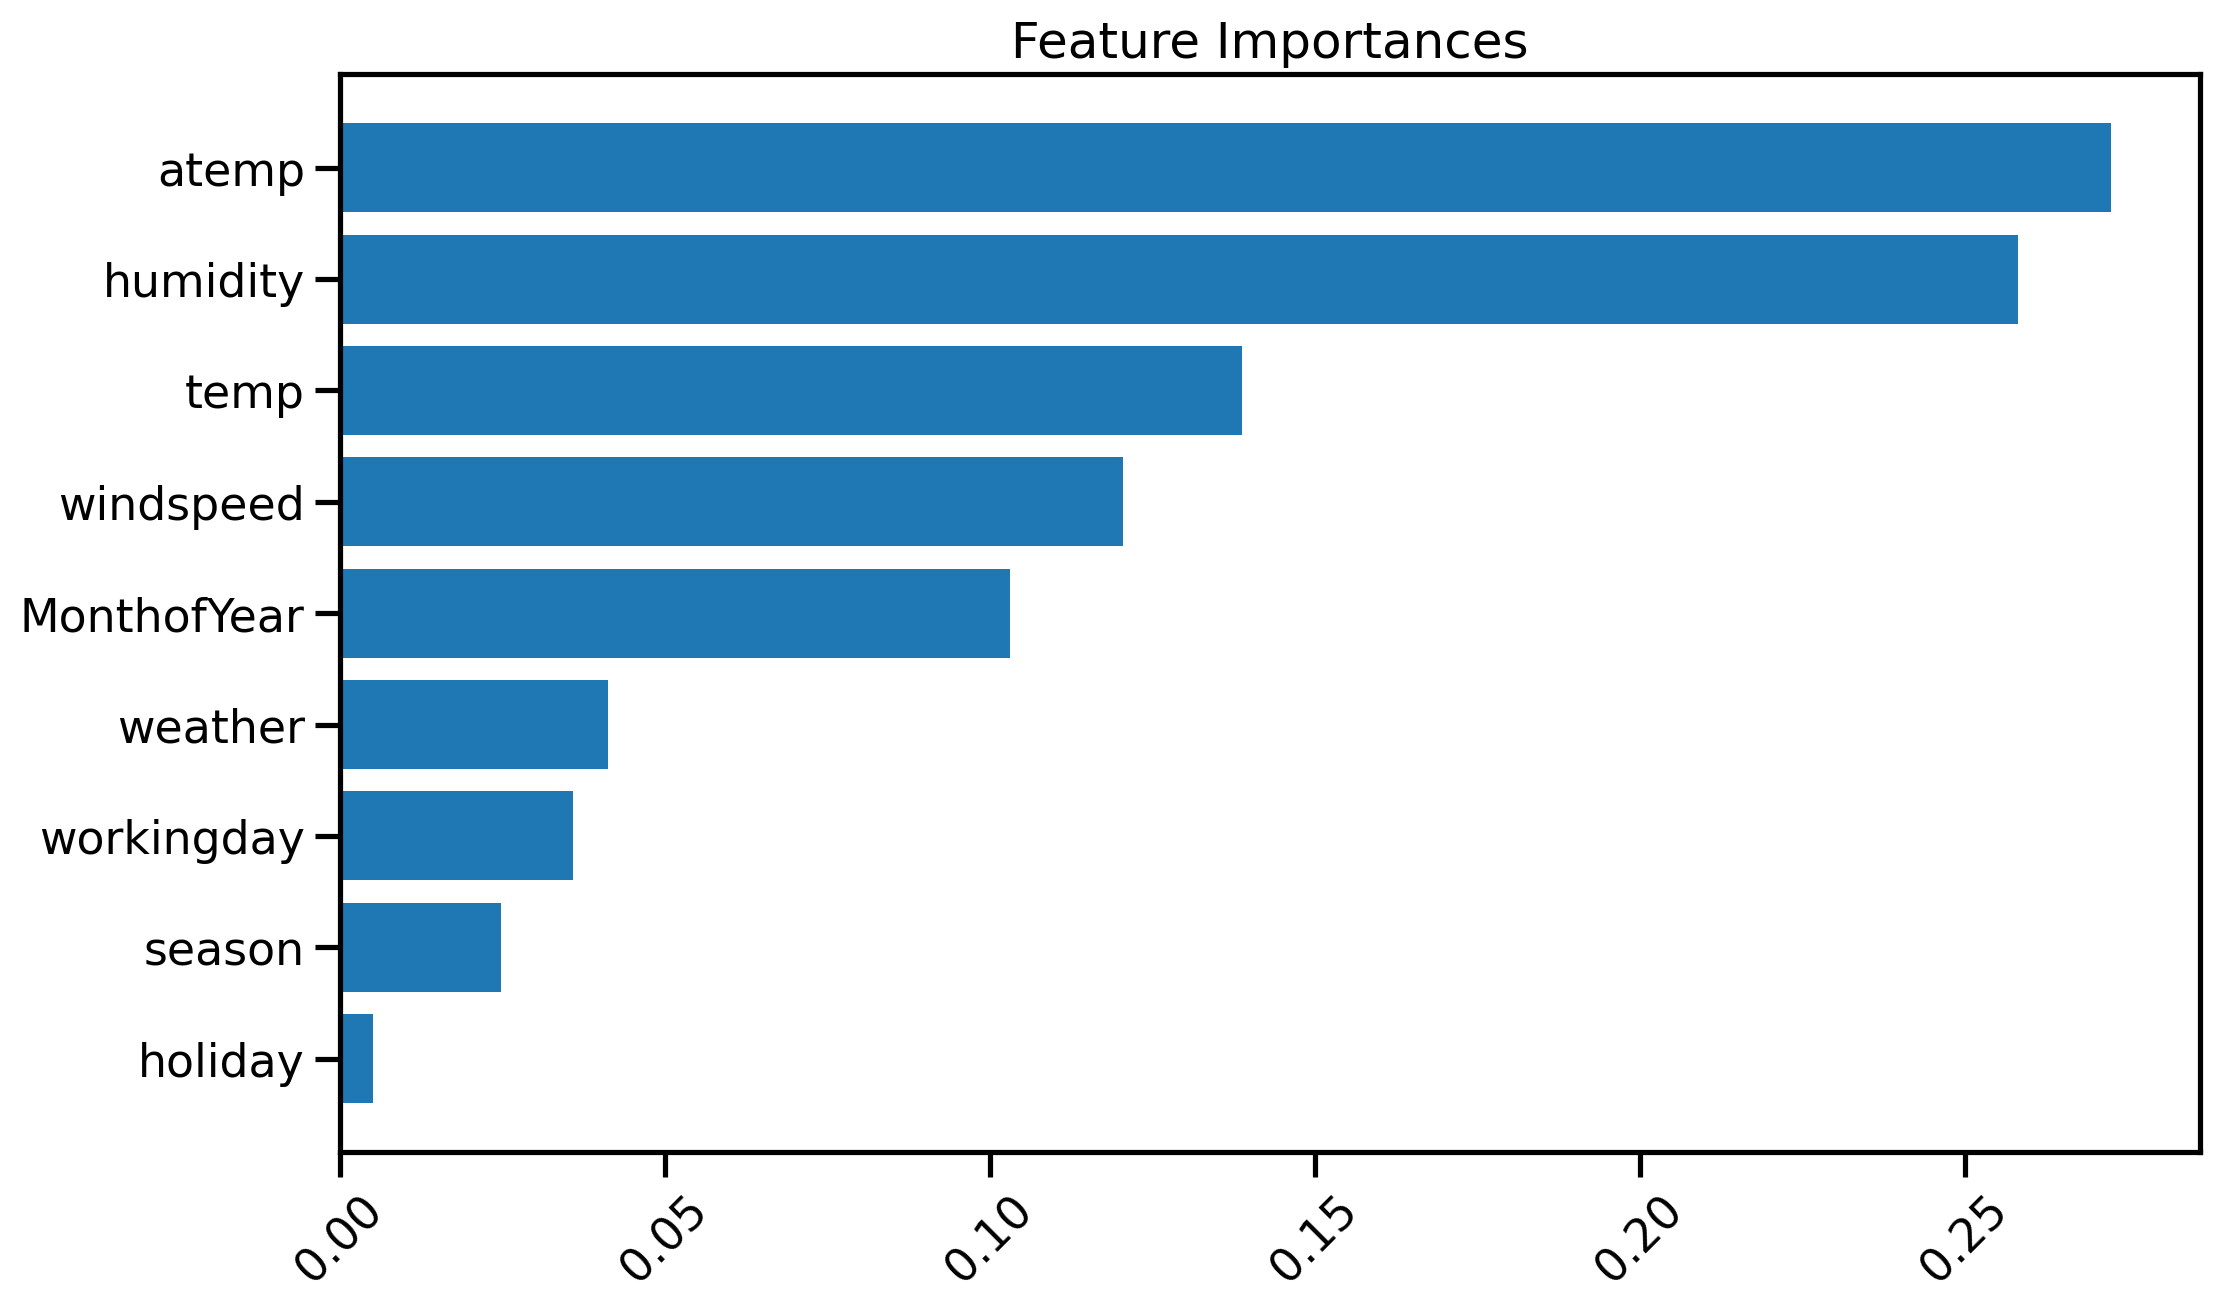 Feature Importances
atemp
humidity
temp
windspeed
MonthofYear
weather
workingday
season
holiday
0.00
0.05
0.10
0.15
0.20
0.25